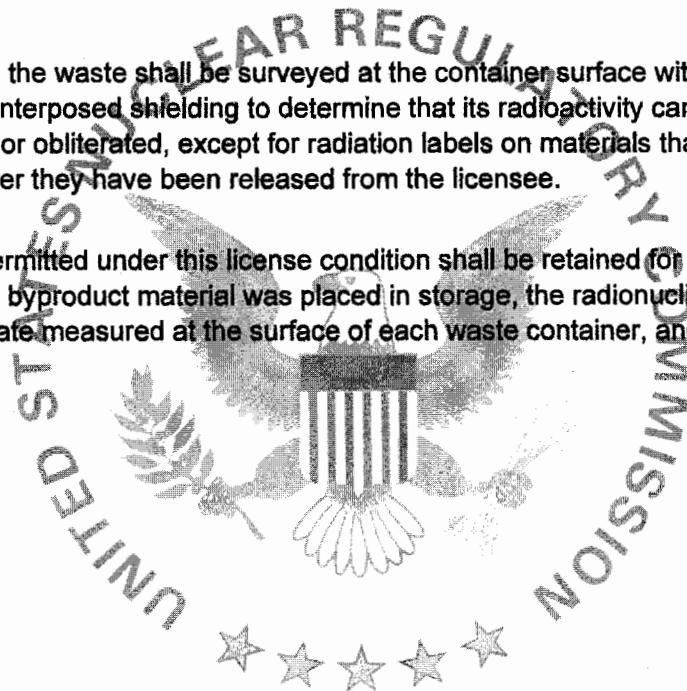 UNITED STATES NUCLEAR REGULATORY COMMISSION
the waste shall be surveyed at the container surface wit
nterposed shielding to determine that its radioactivity car
or obliterated, except for radiation labels on materials tha
er they have been released from the licensee.
ermitted under this license condition shall be retained for
byproduct material was placed in storage, the radionucli
ate measured at the surface of each waste container, an